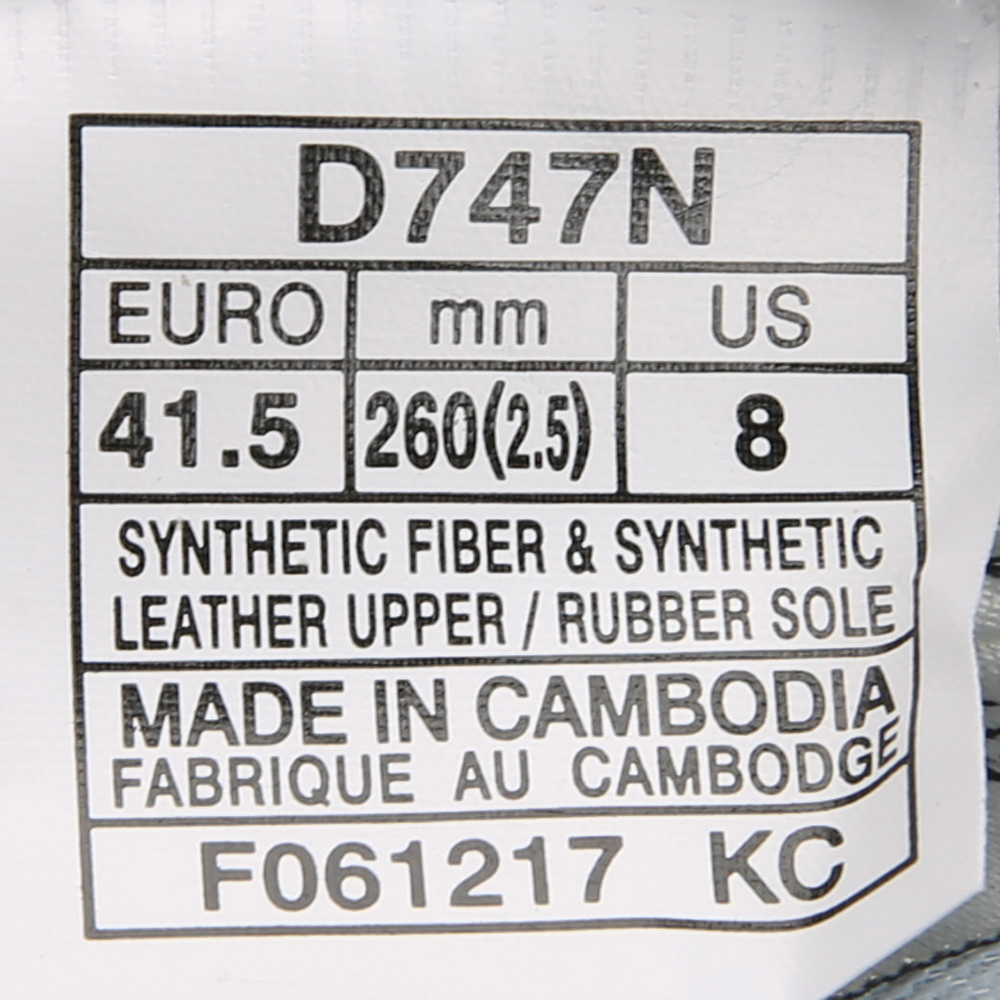 D747N
EURO mm US
41.5 260(2.5) 8
SYNTHETIC FIBER & SYNTHETIC
LEATHER UPPER / RUBBER SOLE
MADE IN CAMBODIA
FABRIQUE AU CAMBODGE
F061217 KC